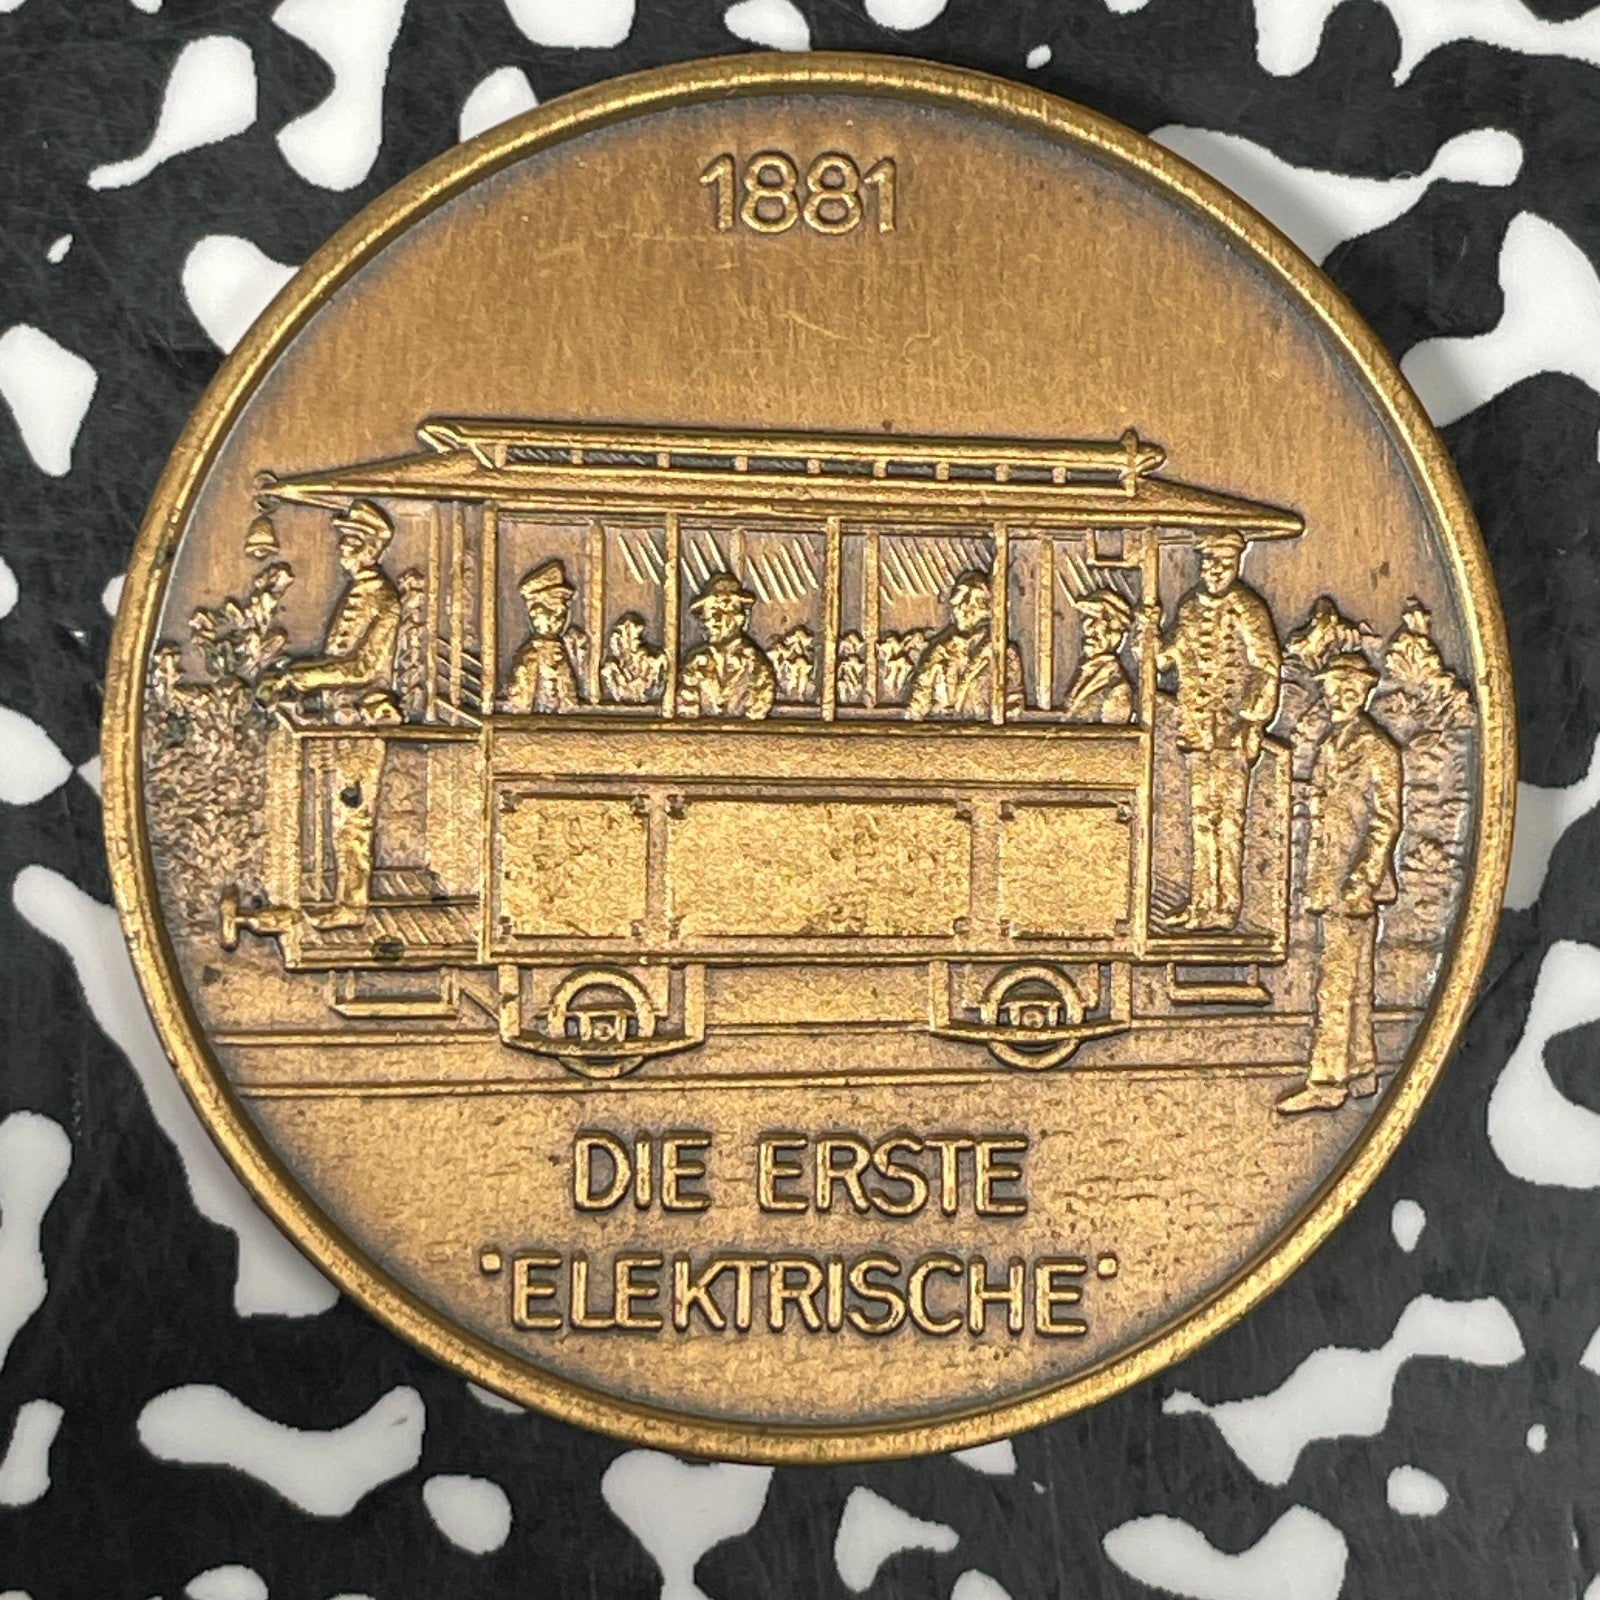 1881
DIE ERSTE
"ELEKTRISCHE"